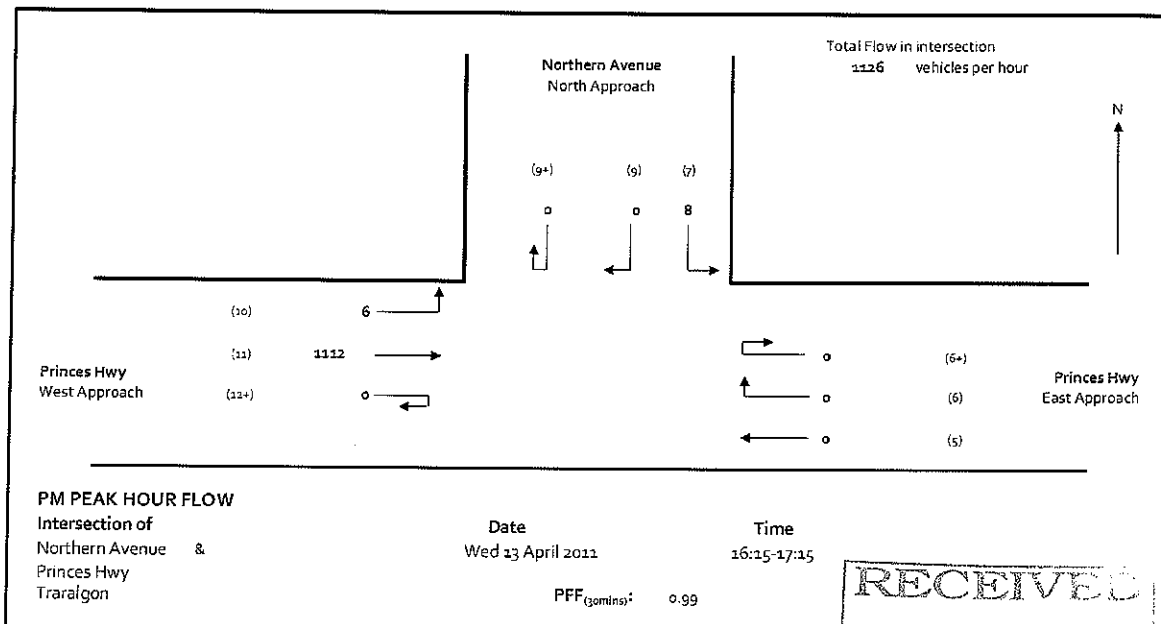 Total Flow in intersection
1126 vehicles per hour
Northern Avenue
North Approach
N
(9+) (9) (7)
0 0 8
(10) 6
(11) 1112
(12+) 0
Princes Hwy
West Approach
0 (6+)
0 (6)
0 (5)
Princes Hwy
East Approach
PM PEAK HOUR FLOW
Intersection of
Northern Avenue &
Princes Hwy
Traralgon
Date
Wed 13 April 2011
Time
16:15-17:15
PFF(30mins): 0.99
RECEIVED